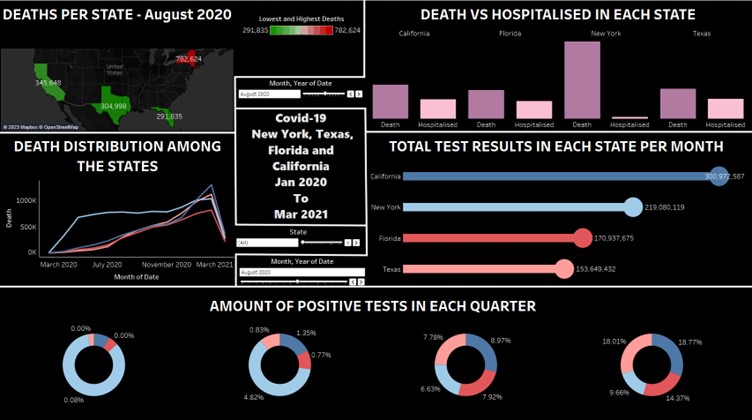 DEATHS PER STATE - August 2020
Lowest and Highest Deaths
291,835
782,624
782,624
United
States
345,648
304,998
291,835
© 2023 Mapbox © OpenStreetMap
Month, Year of Date
August 2020
Covid-19
New York, Texas,
Florida and
California
Jan 2020
To
Mar 2021
State
(All)
Month, Year of Date
August 2020
DEATH VS HOSPITALISED IN EACH STATE
California
Florida
New York
Texas
Death
Hospitalised
Death
Hospitalised
Death
Hospitalised
Death
Hospitalised
DEATH DISTRIBUTION AMONG
THE STATES
Death
1000K
500K
0K
March 2020
July 2020
November 2020
March 2021
Month of Date
TOTAL TEST RESULTS IN EACH STATE PER MONTH
California
300,972,587
New York
219,080,119
Florida
170,937,675
Texas
153,649,432
AMOUNT OF POSITIVE TESTS IN EACH QUARTER
0.00%
0.00%
0.08%
0.83%
1.35%
0.77%
4.82%
7.78%
8.97%
6.63%
7.92%
18.01%
18.77%
9.66%
14.37%